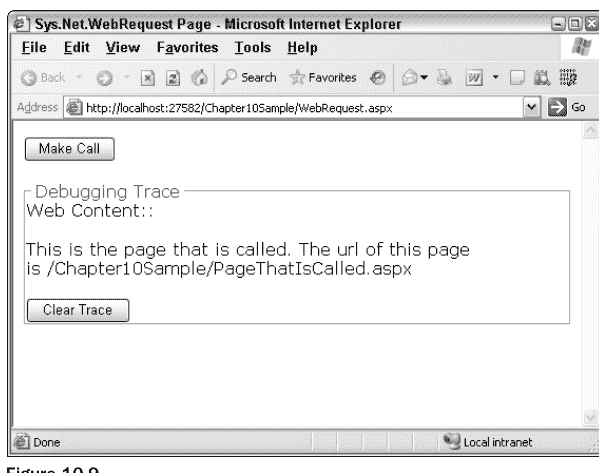 Sys.Net.WebRequest Page - Microsoft Internet Explorer
File Edit View Favorites Tools Help
Back Search Favorites
Address http://localhost:27582/Chapter10Sample/WebRequest.aspx Go
Make Call
Debugging Trace
Web Content::
This is the page that is called. The url of this page
is /Chapter10Sample/PageThatIsCalled.aspx
Clear Trace
Done Local intranet
Figure 10-9